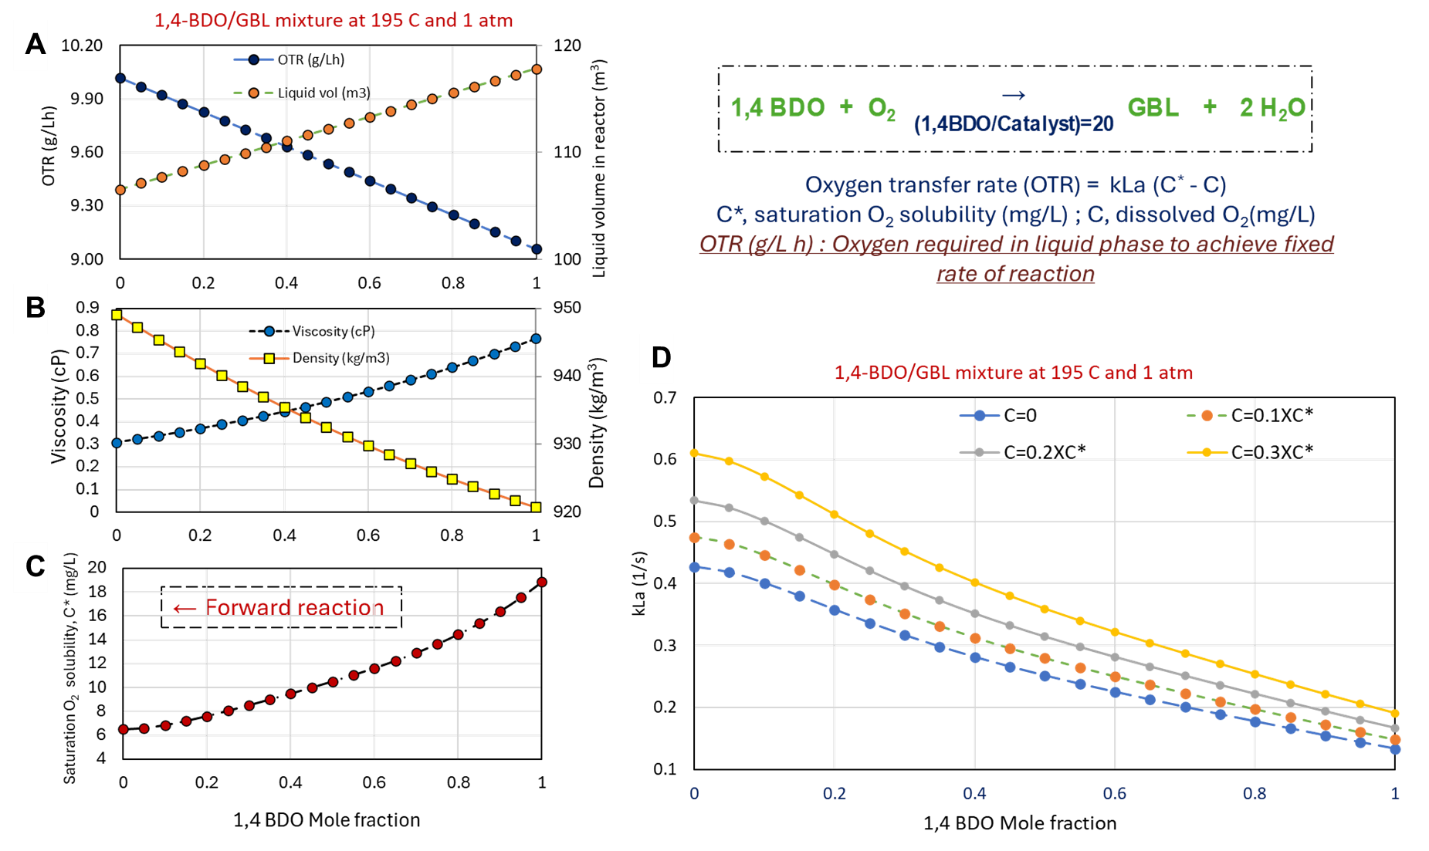 1,4-BDO/GBL mixture at 195 C and 1 atm
A
10.20
9.90
9.60
9.30
9.00
OTR (g/Lh)
OTR (g/Lh)
Liquid vol (m3)
120
110
100
Liquid volume in reactor (m³)
0 0.2 0.4 0.6 0.8 1
1,4 BDO + O₂ → GBL + 2 H₂O
(1,4BDO/Catalyst)=20
Oxygen transfer rate (OTR) = kLa (C* - C)
C*, saturation O₂ solubility (mg/L) ; C, dissolved O₂(mg/L)
OTR (g/L h) : Oxygen required in liquid phase to achieve fixed
rate of reaction
B
0.9
0.8
0.7
0.6
0.5
0.4
0.3
0.2
0.1
0
Viscosity (cP)
Viscosity (cP)
Density (kg/m3)
950
940
930
920
Density (kg/m³)
0 0.2 0.4 0.6 0.8 1
C
20
18
16
14
12
10
8
6
4
Saturation O₂ solubility, C* (mg/L)
← Forward reaction
0 0.2 0.4 0.6 0.8 1
1,4 BDO Mole fraction
D
1,4-BDO/GBL mixture at 195 C and 1 atm
0.7
0.6
0.5
0.4
0.3
0.2
0.1
kLa (1/s)
C=0 C=0.1XC*
C=0.2XC* C=0.3XC*
0 0.2 0.4 0.6 0.8 1
1,4 BDO Mole fraction